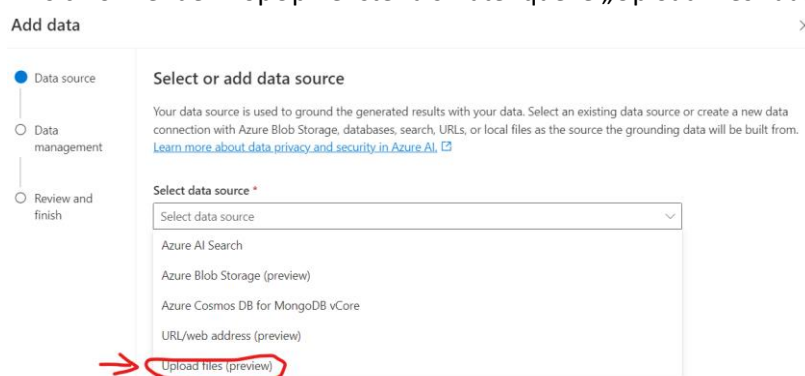 Add data
Data source
Data
management
Review and
finish
Select or add data source
Your data source is used to ground the generated results with your data. Select an existing data source or create a new data
connection with Azure Blob Storage, databases, search, URLs, or local files as the source the grounding data will be built from.
Learn more about data privacy and security in Azure AI.
Select data source *
Select data source
Azure AI Search
Azure Blob Storage (preview)
Azure Cosmos DB for MongoDB vCore
URL/web address (preview)
Upload files (preview)